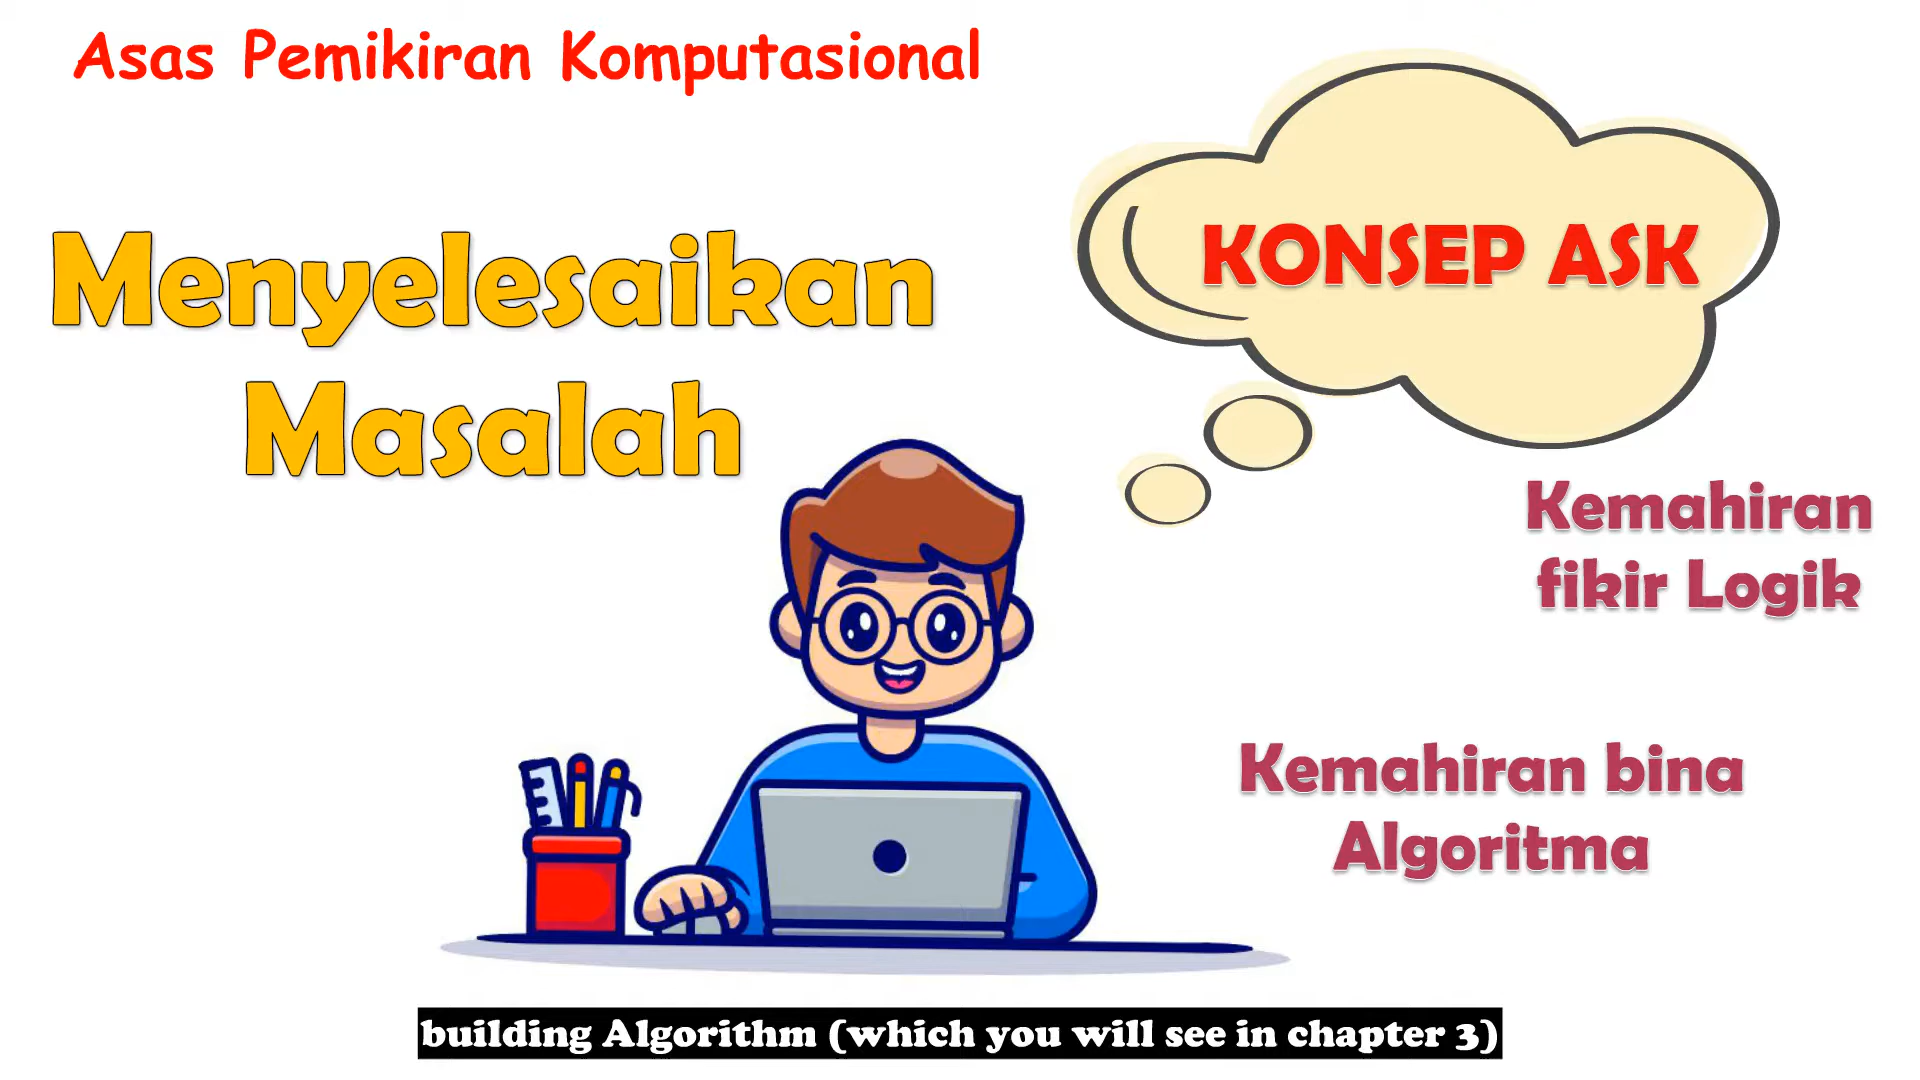 Asas Pemikiran Komputasional
Menyelesaikan
Masalah
KONSEP ASK
Kemahiran
fikir Logik
Kemahiran bina
Algoritma
building Algorithm (which you will see in chapter 3)